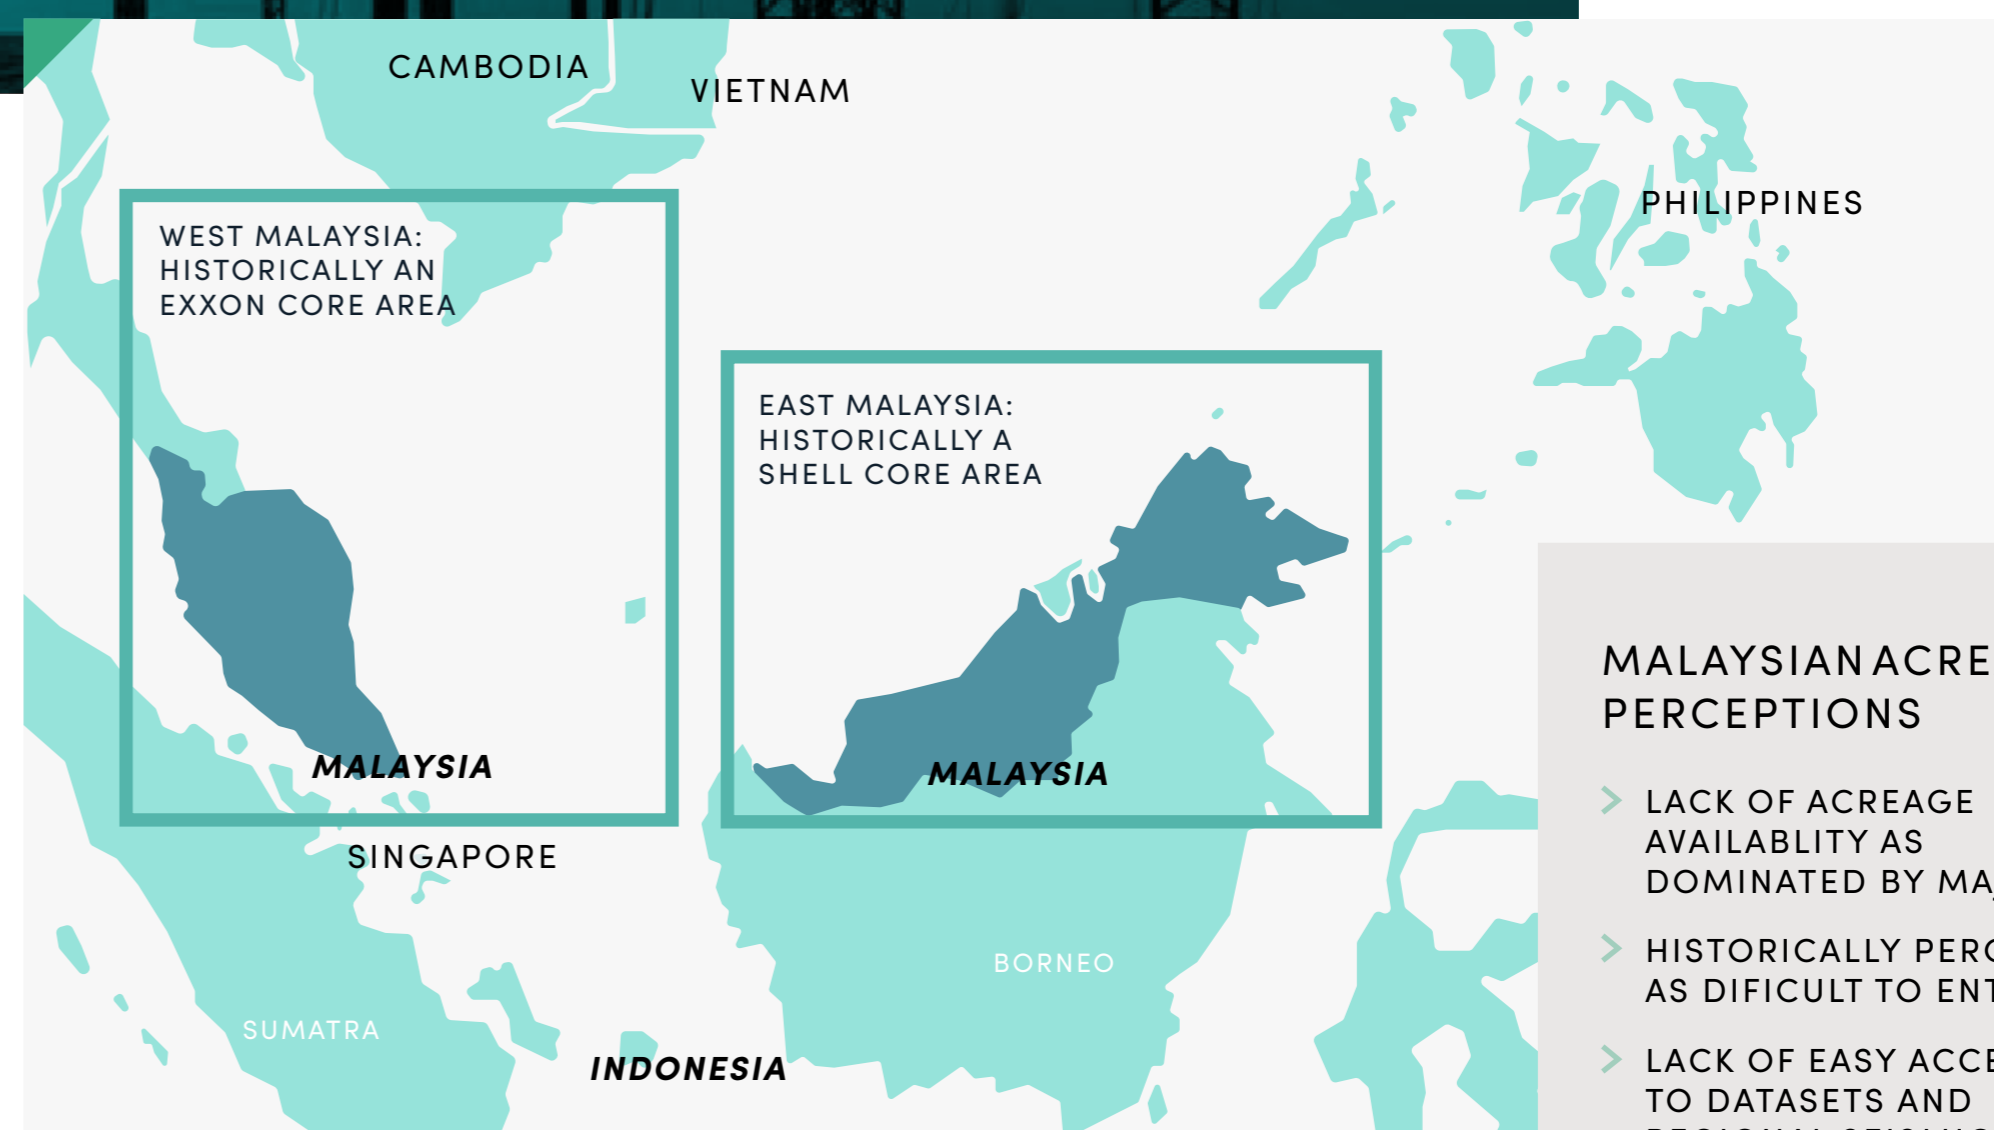 CAMBODIA
VIETNAM
PHILIPPINES
WEST MALAYSIA:
HISTORICALLY AN
EXXON CORE AREA
EAST MALAYSIA:
HISTORICALLY A
SHELL CORE AREA
MALAYSIA
MALAYSIA
SINGAPORE
BORNEO
SUMATRA
INDONESIA
MALAYSIAN ACRE
PERCEPTIONS
LACK OF ACREAGE
AVAILABLITY AS
DOMINATED BY
HISTORICALLY
AS DIFICULT TO
LACK OF EASY
TO DATASETS AND